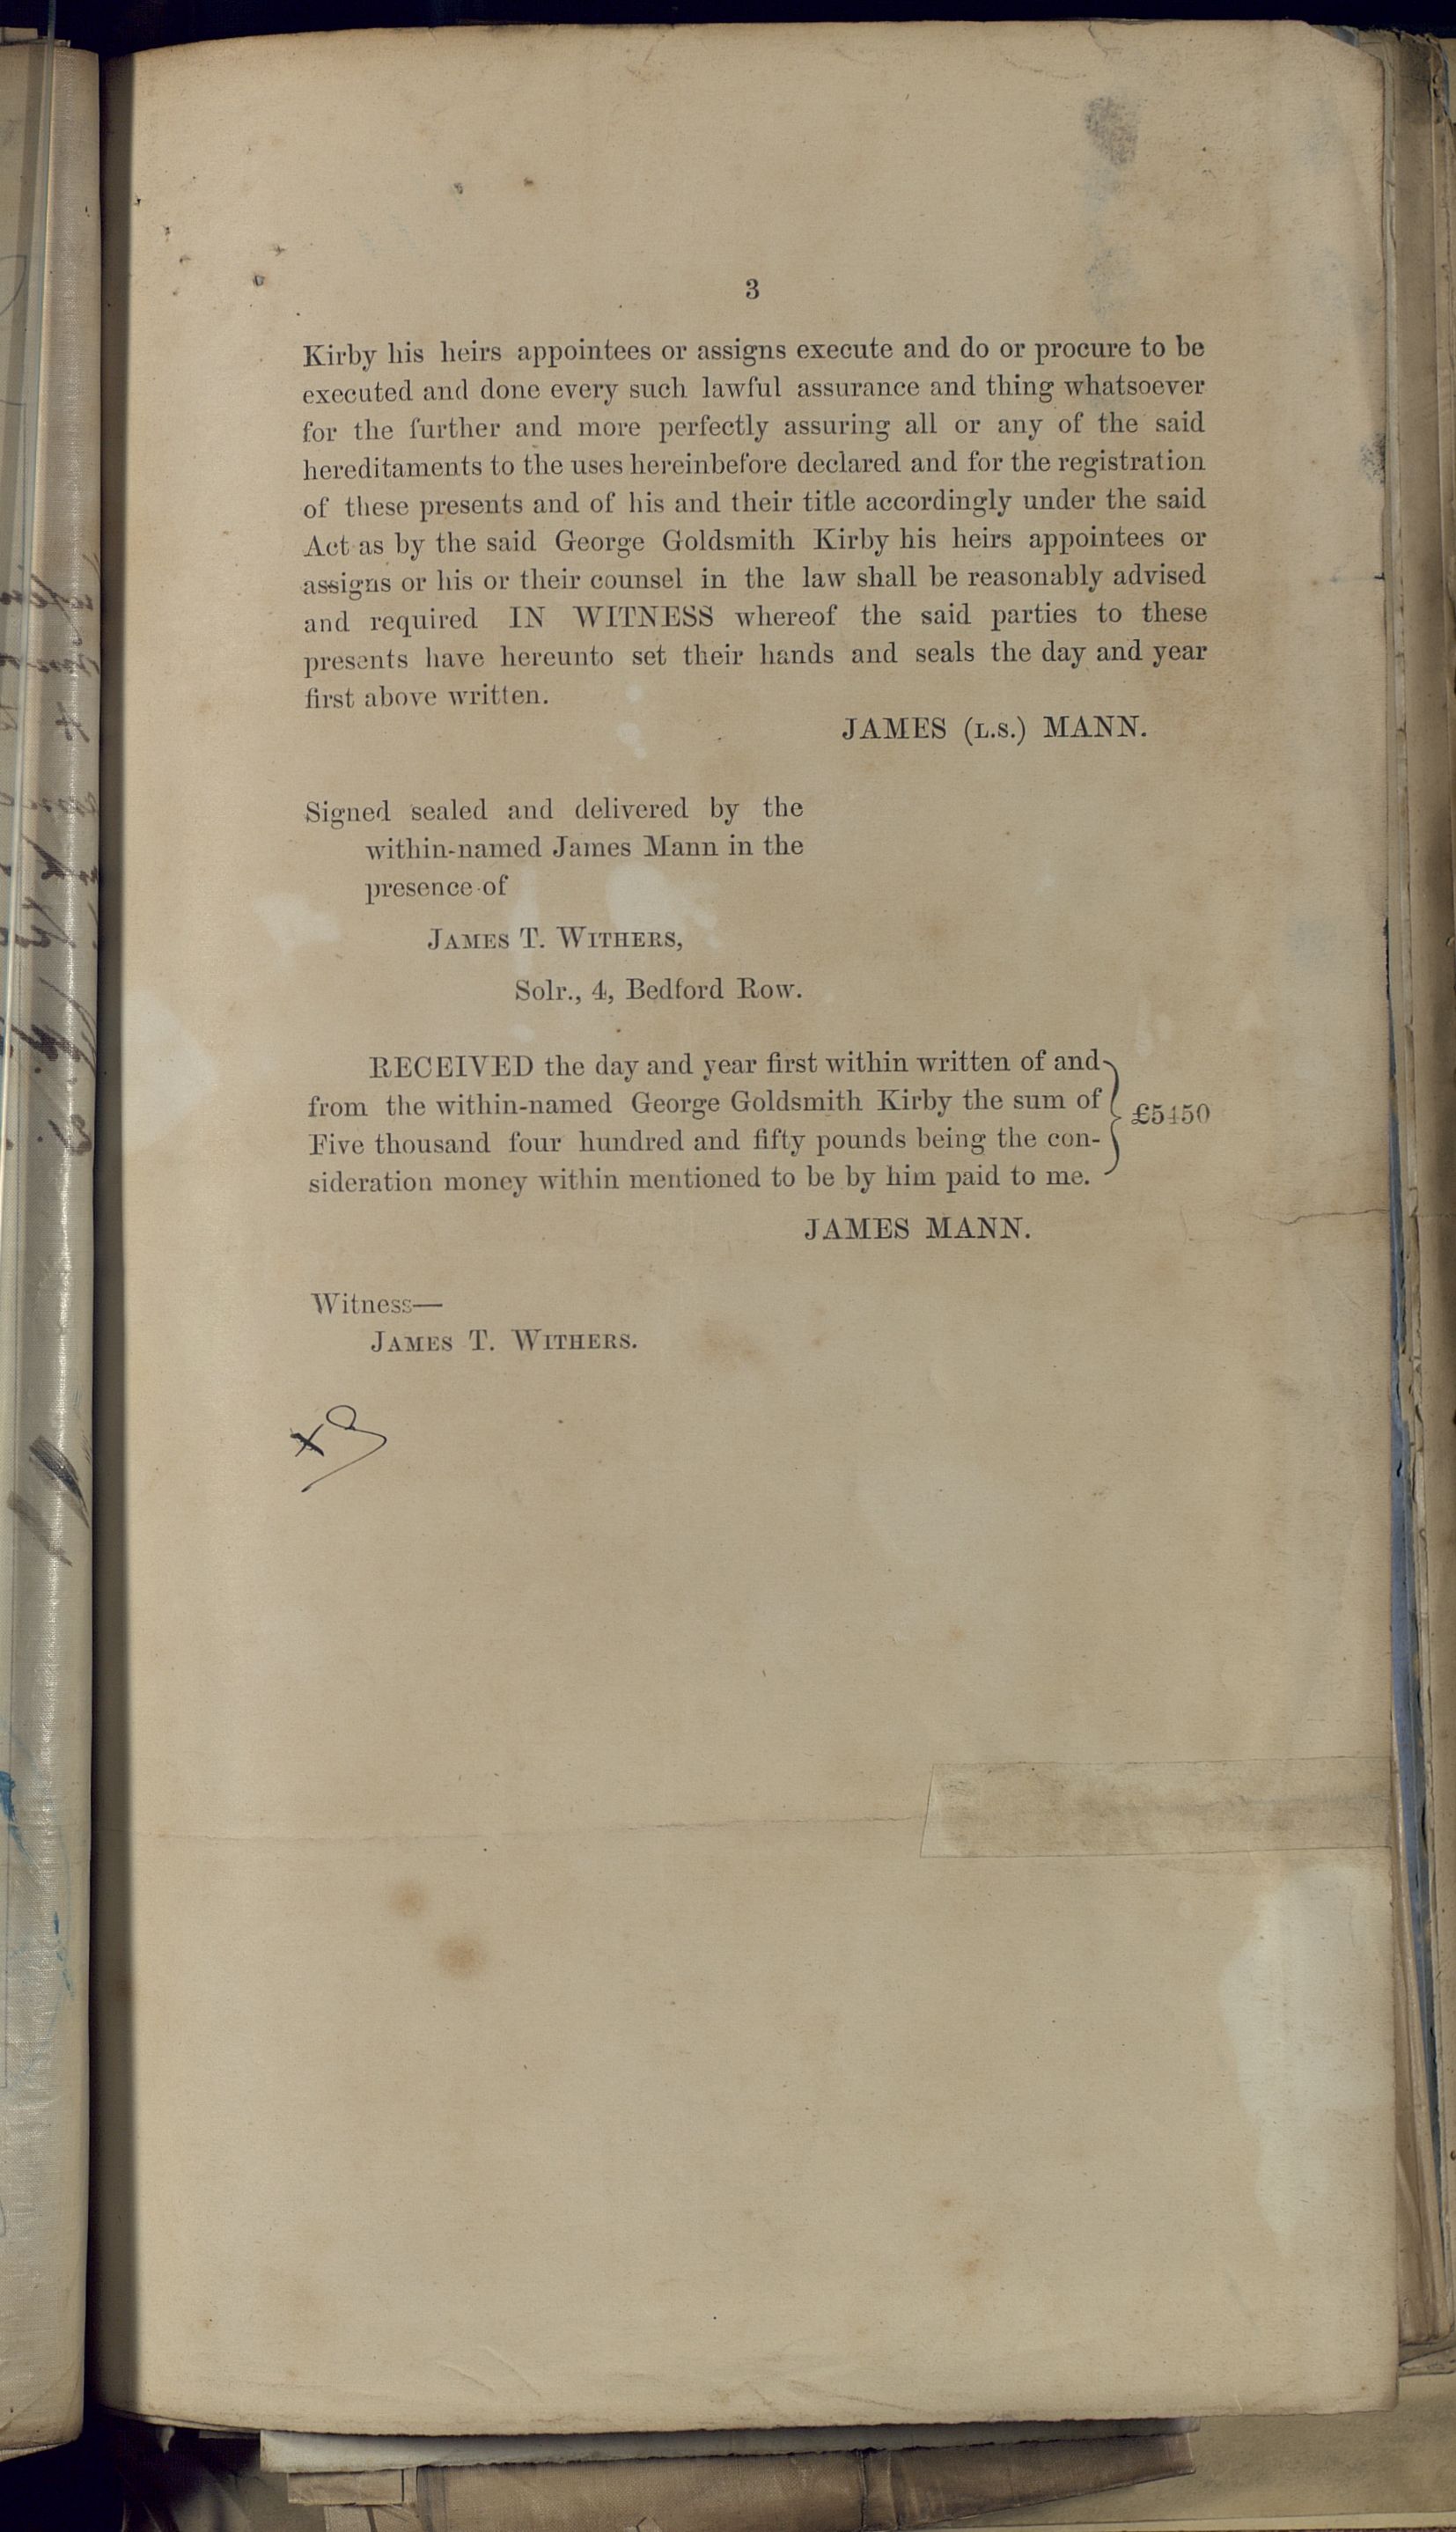 3
Kirby his heirs appointees or assigns execute and do or procure to be
executed and done every such lawful assurance and thing whatsoever
for the further and more perfectly assuring all or any of the said
hereditaments to the uses hereinbefore declared and for the registration
of these presents and of his and their title accordingly under the said
Act as by the said George Goldsmith Kirby his heirs appointees or
assigns or his or their counsel in the law shall be reasonably advised
and required IN WITNESS whereof the said parties to these
presents have hereunto set their hands and seals the day and year
first above written.
JAMES (L.S.) MANN.
Signed sealed and delivered by the
within-named James Mann in the
presence of
JAMES T. WITHERS,
Solr., 4, Bedford Row.
RECEIVED the day and year first within written of and
from the within-named George Goldsmith Kirby the sum of
£5450
Five thousand four hundred and fifty pounds being the con-
sideration money within mentioned to be by him paid to me.
JAMES MANN.
Witness—
JAMES T. WITHERS.